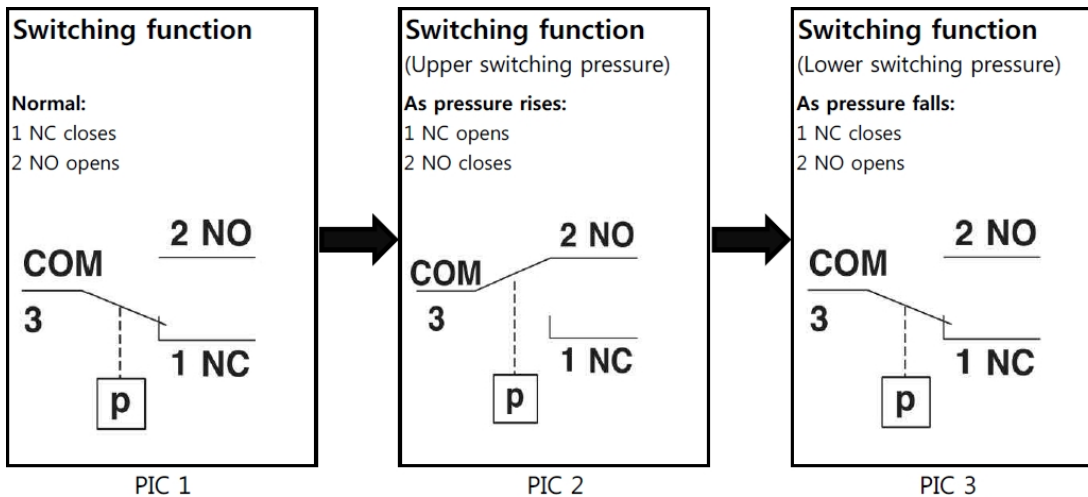 Switching function
Normal:
1 NC closes
2 NO opens
2 NO
COM
3
1 NC
p
PIC 1
Switching function
(Upper switching pressure)
As pressure rises:
1 NC opens
2 NO closes
2 NO
COM
3
1 NC
p
PIC 2
Switching function
(Lower switching pressure)
As pressure falls:
1 NC closes
2 NO opens
2 NO
COM
3
1 NC
p
PIC 3